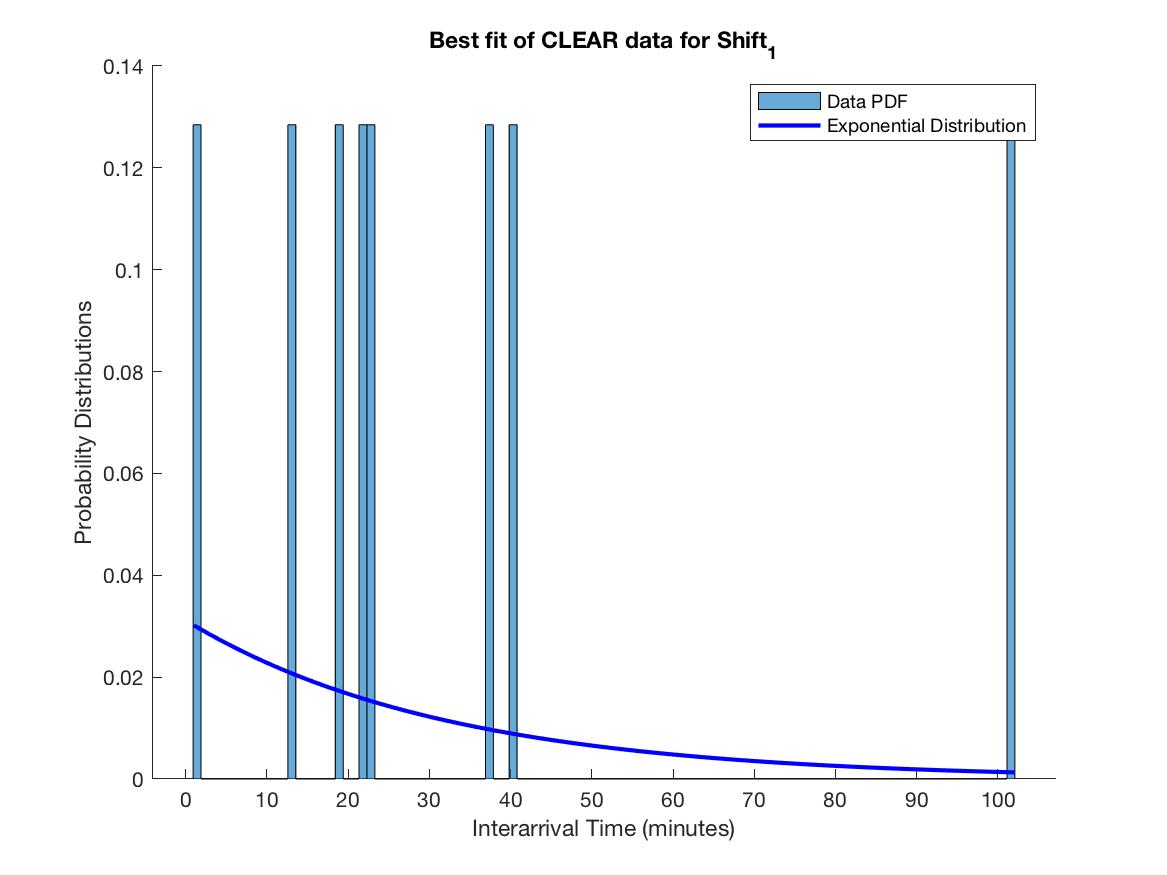 Best fit of CLEAR data for Shift1
Data PDF
Exponential Distribution
0.14
0.12
0.1
0.08
0.06
0.04
0.02
0
Probability Distributions
0 10 20 30 40 50 60 70 80 90 100
Interarrival Time (minutes)